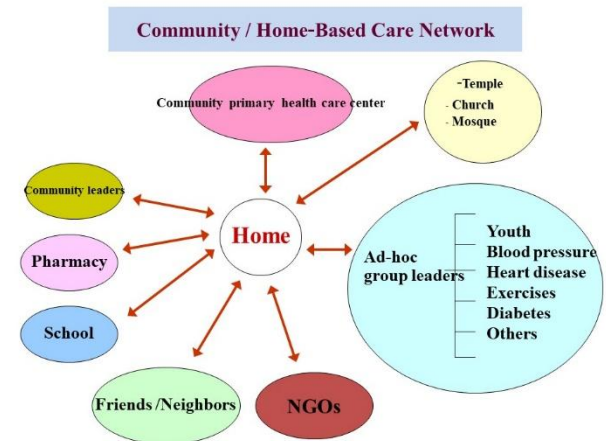 Community / Home-Based Care Network
Community primary health care center
-Temple
- Church
- Mosque
Community leaders
Home
Ad-hoc
group leaders
Youth
Blood pressure
Heart disease
Exercises
Diabetes
Others
Pharmacy
School
Friends /Neighbors
NGOs